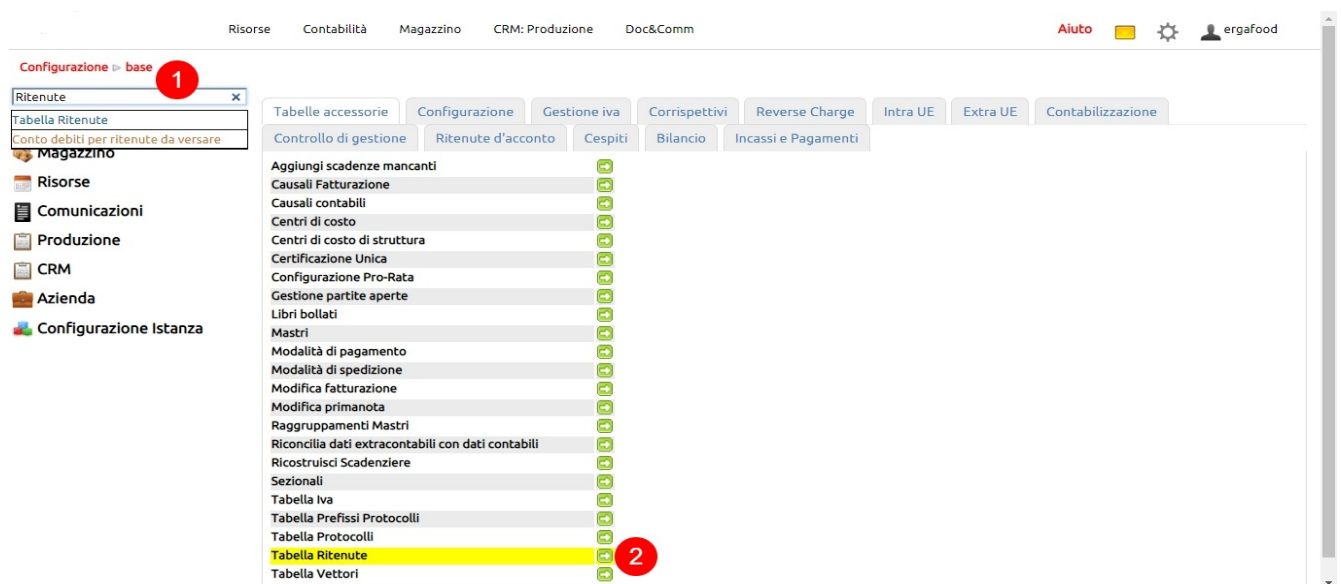 Risorse Contabilità Magazzino CRM: Produzione Doc&Comm Aiuto ergafood
Configurazione ▷ base
1
Ritenute ×
Tabella Ritenute
Conto debiti per ritenute da versare
Magazzino
Risorse
Comunicazioni
Produzione
CRM
Azienda
Configurazione Istanza
Tabelle accessorie Configurazione Gestione iva Corrispettivi Reverse Charge Intra UE Extra UE Contabilizzazione
Controllo di gestione Ritenute d'acconto Cespiti Bilancio Incassi e Pagamenti
Aggiungi scadenze mancanti
Causali Fatturazione
Causali contabili
Centri di costo
Centri di costo di struttura
Certificazione Unica
Configurazione Pro-Rata
Gestione partite aperte
Libri bollati
Mastri
Modalità di pagamento
Modalità di spedizione
Modifica fatturazione
Modifica primanota
Raggruppamenti Mastri
Riconcilia dati extracontabili con dati contabili
Ricostruisci Scadenziere
Sezionali
Tabella Iva
Tabella Prefissi Protocolli
Tabella Protocolli
Tabella Ritenute 2
Tabella Vettori